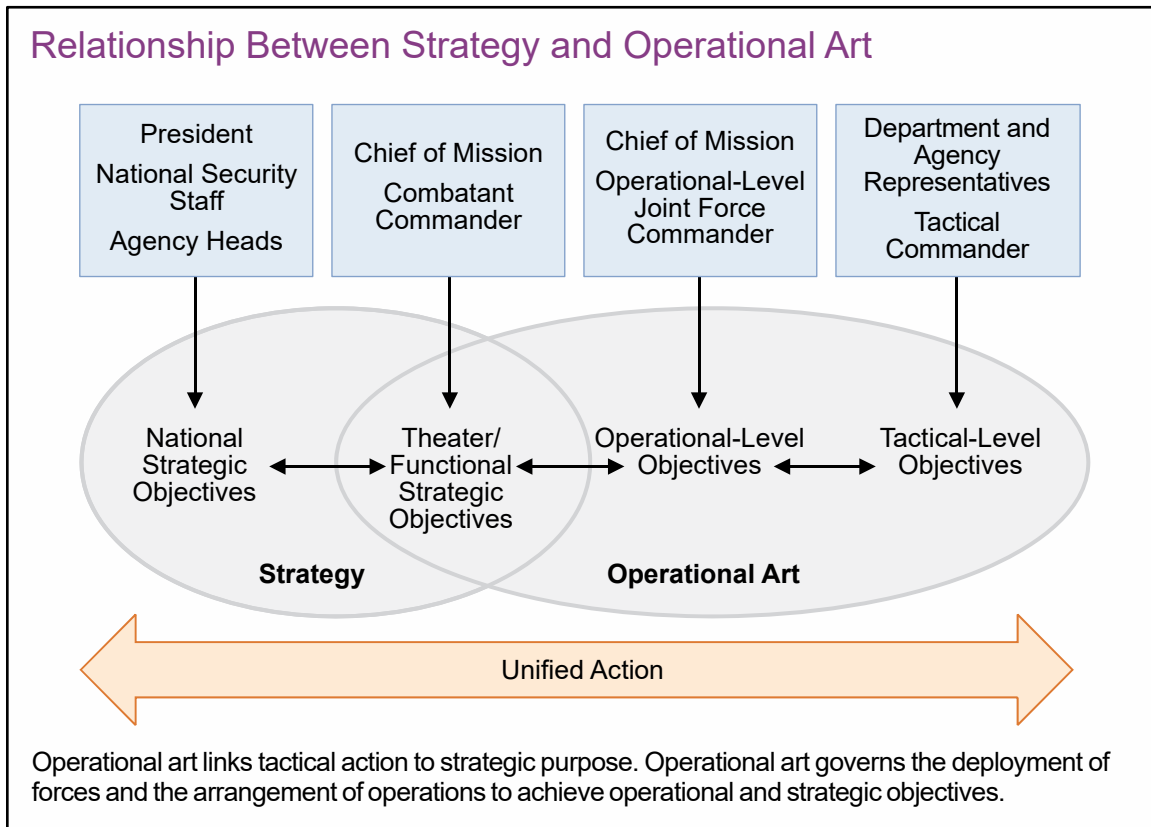 Relationship Between Strategy and Operational Art
President
National Security
Staff
Agency Heads
Chief of Mission
Combatant
Commander
Chief of Mission
Operational-Level
Joint Force
Commander
Department and
Agency
Representatives
Tactical
Commander
National
Strategic
Objectives
Theater/
Functional
Strategic
Objectives
Operational-Level
Objectives
Tactical-Level
Objectives
Strategy
Operational Art
Unified Action
Operational art links tactical action to strategic purpose. Operational art governs the deployment of
forces and the arrangement of operations to achieve operational and strategic objectives.